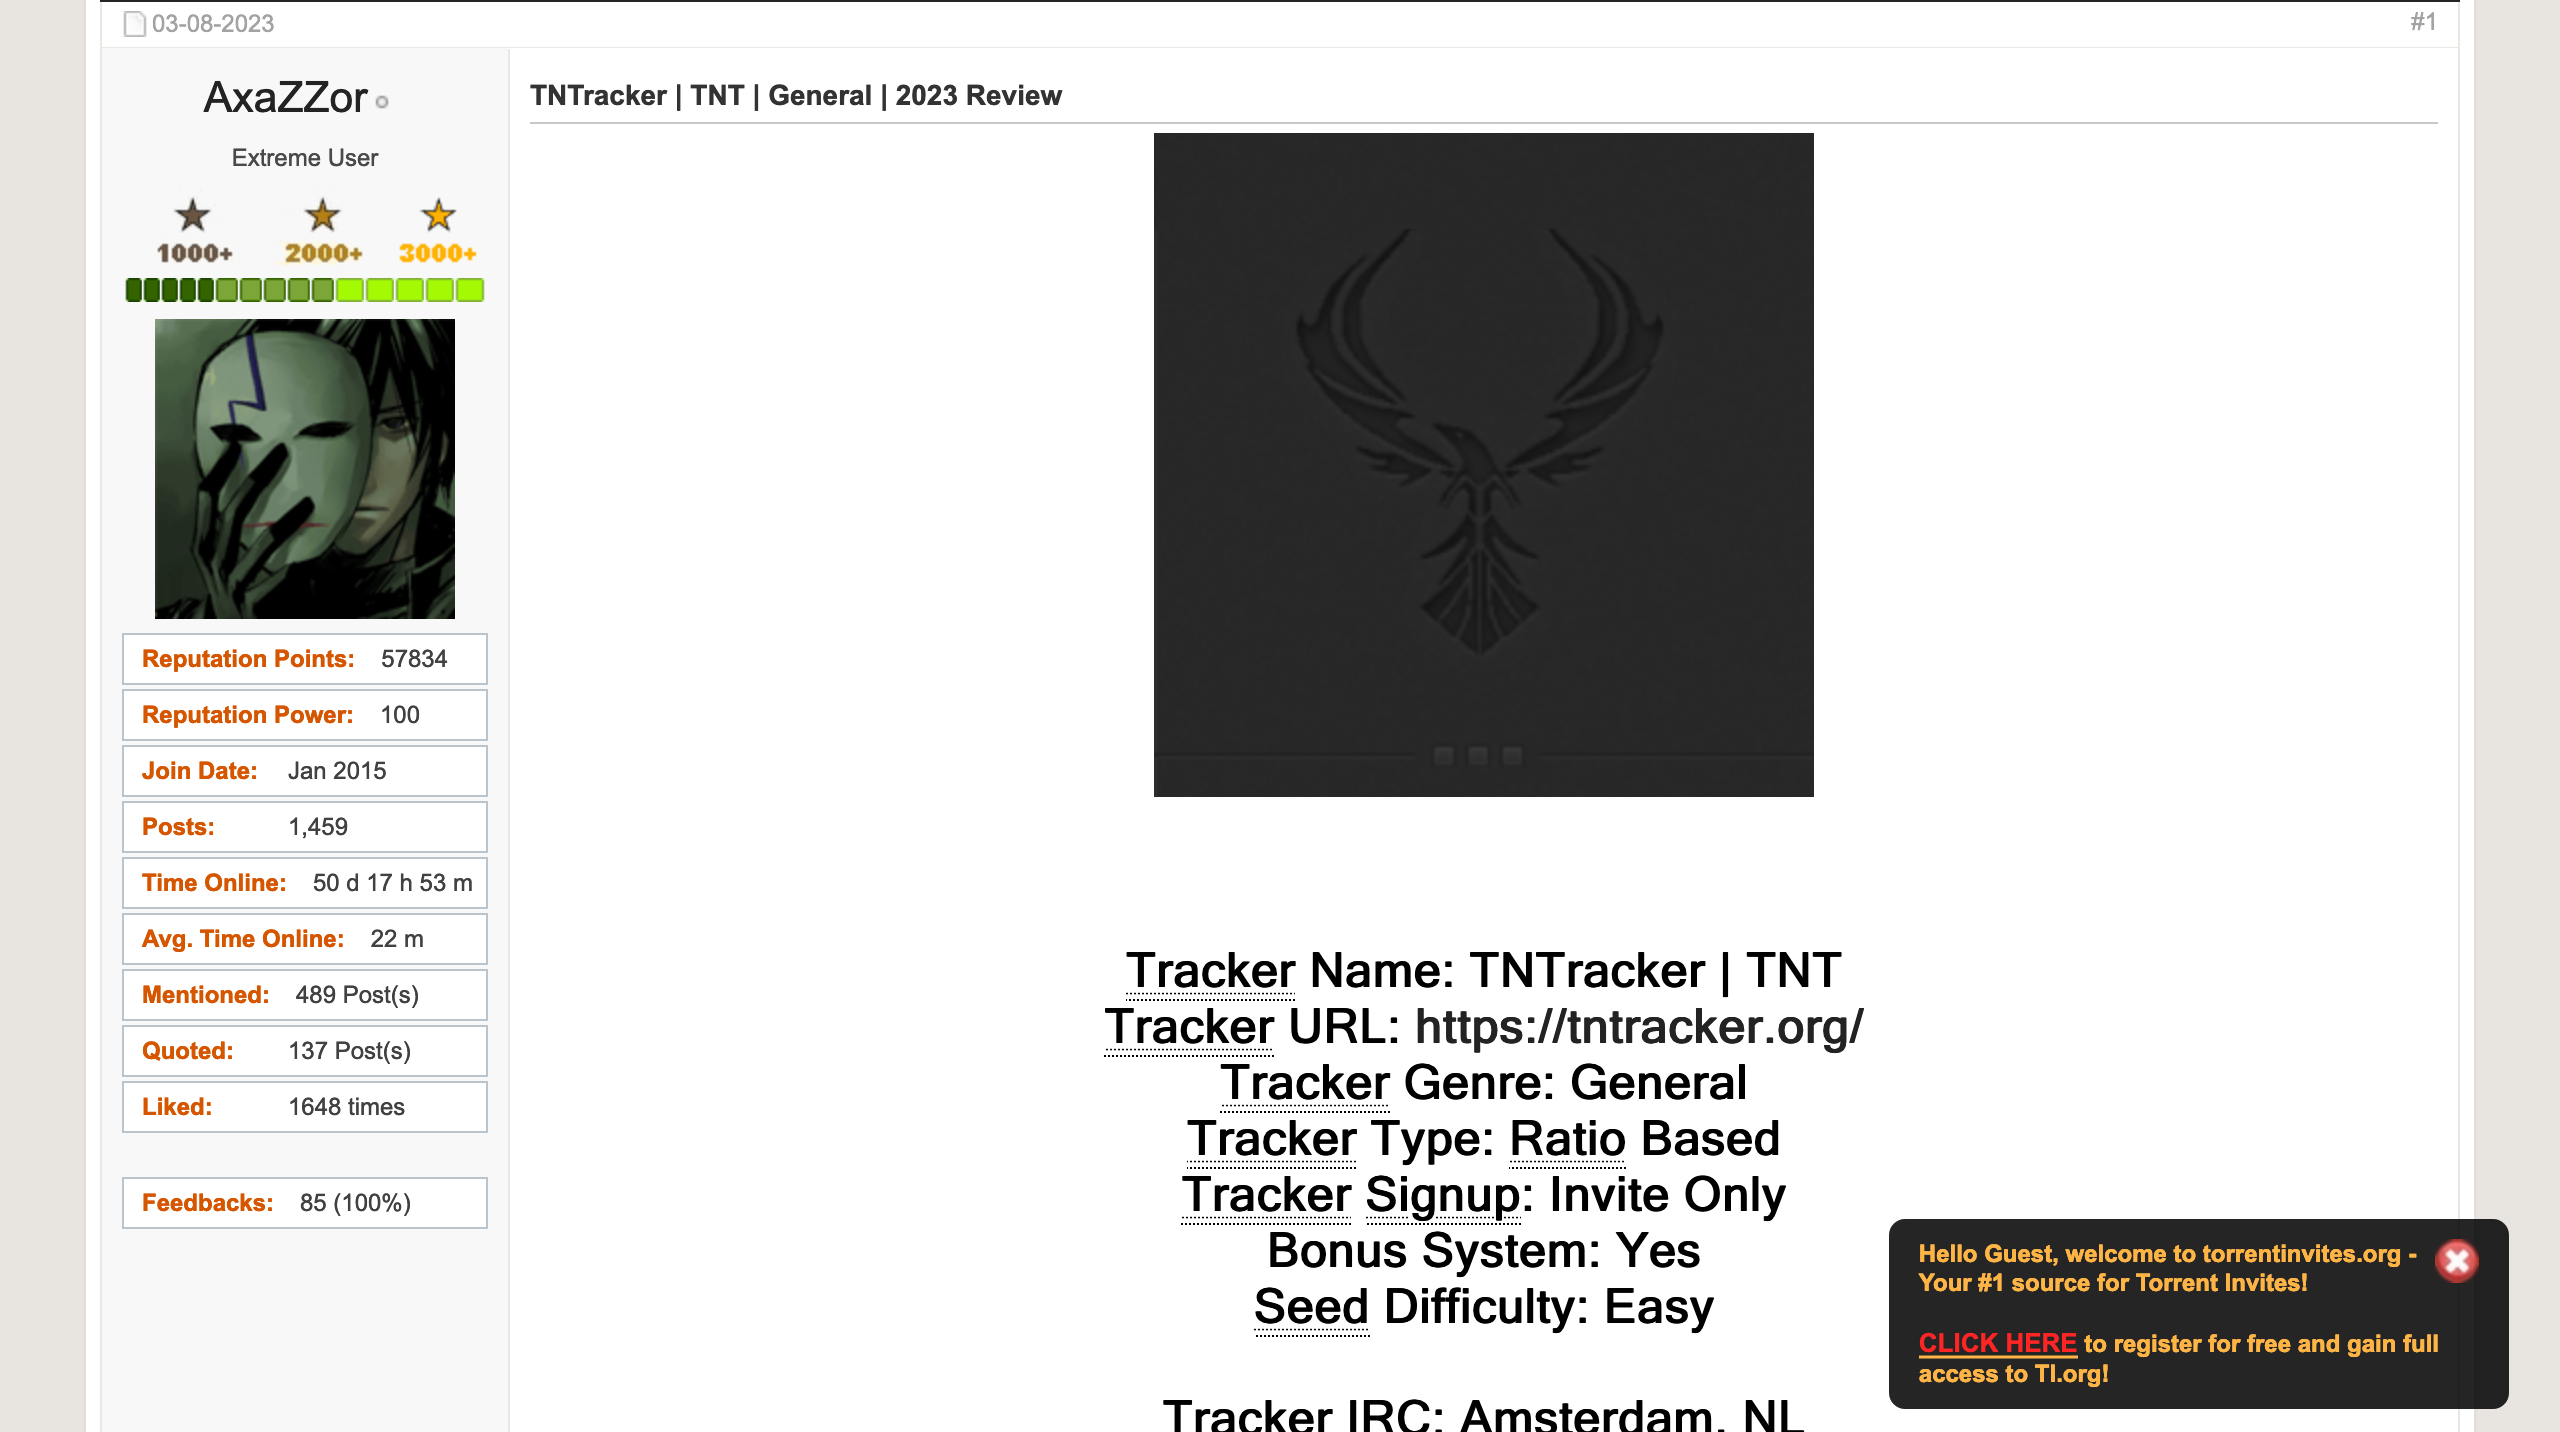 03-08-2023
#1
AxaZZor
Extreme User
1000+ 2000+ 3000+
Reputation Points: 57834
Reputation Power: 100
Join Date: Jan 2015
Posts: 1,459
Time Online: 50 d 17 h 53 m
Avg. Time Online: 22 m
Mentioned: 489 Post(s)
Quoted: 137 Post(s)
Liked: 1648 times
Feedbacks: 85 (100%)
TNTracker | TNT | General | 2023 Review
Tracker Name: TNTracker | TNT
Tracker URL: https://tntracker.org/
Tracker Genre: General
Tracker Type: Ratio Based
Tracker Signup: Invite Only
Bonus System: Yes
Seed Difficulty: Easy
Tracker IRC: Amsterdam, NL
Hello Guest, welcome to torrentinvites.org -
Your #1 source for Torrent Invites!
CLICK HERE to register for free and gain full
access to TI.org!